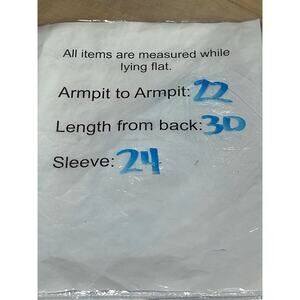 All items are measured while
lying flat.
Armpit to Armpit: 22
Length from back: 30
Sleeve: 24